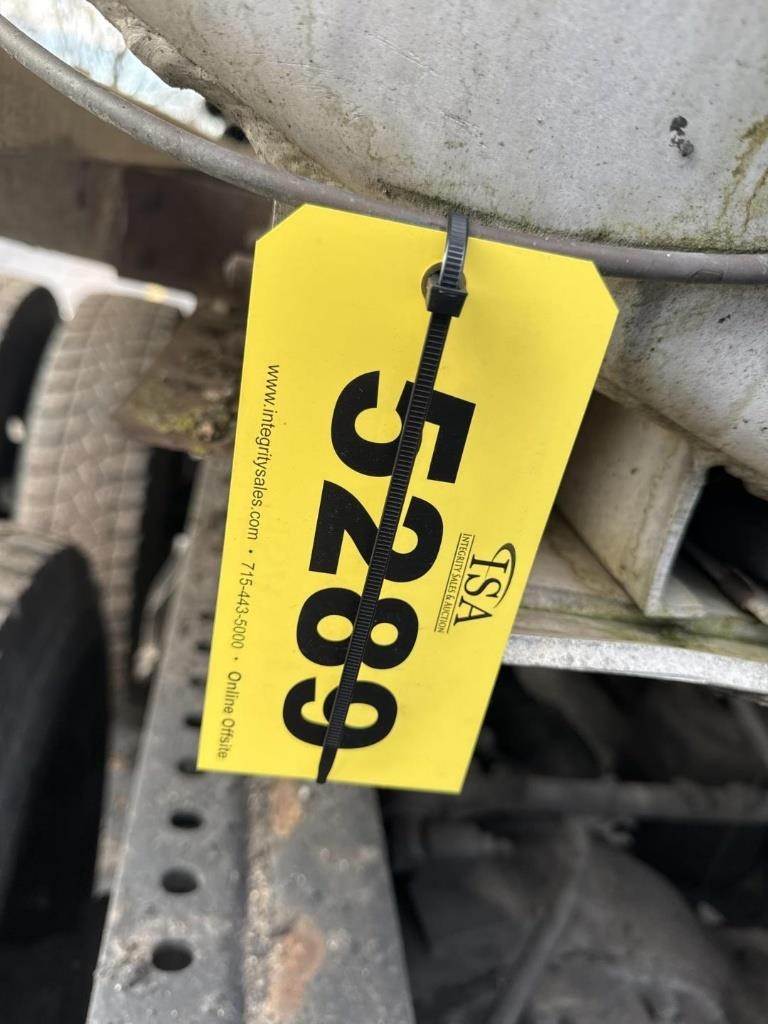 ISA
INTEGRITY SALES & AUCTION
5289
www.integritysales.com • 715-443-5000 • Online Offsite